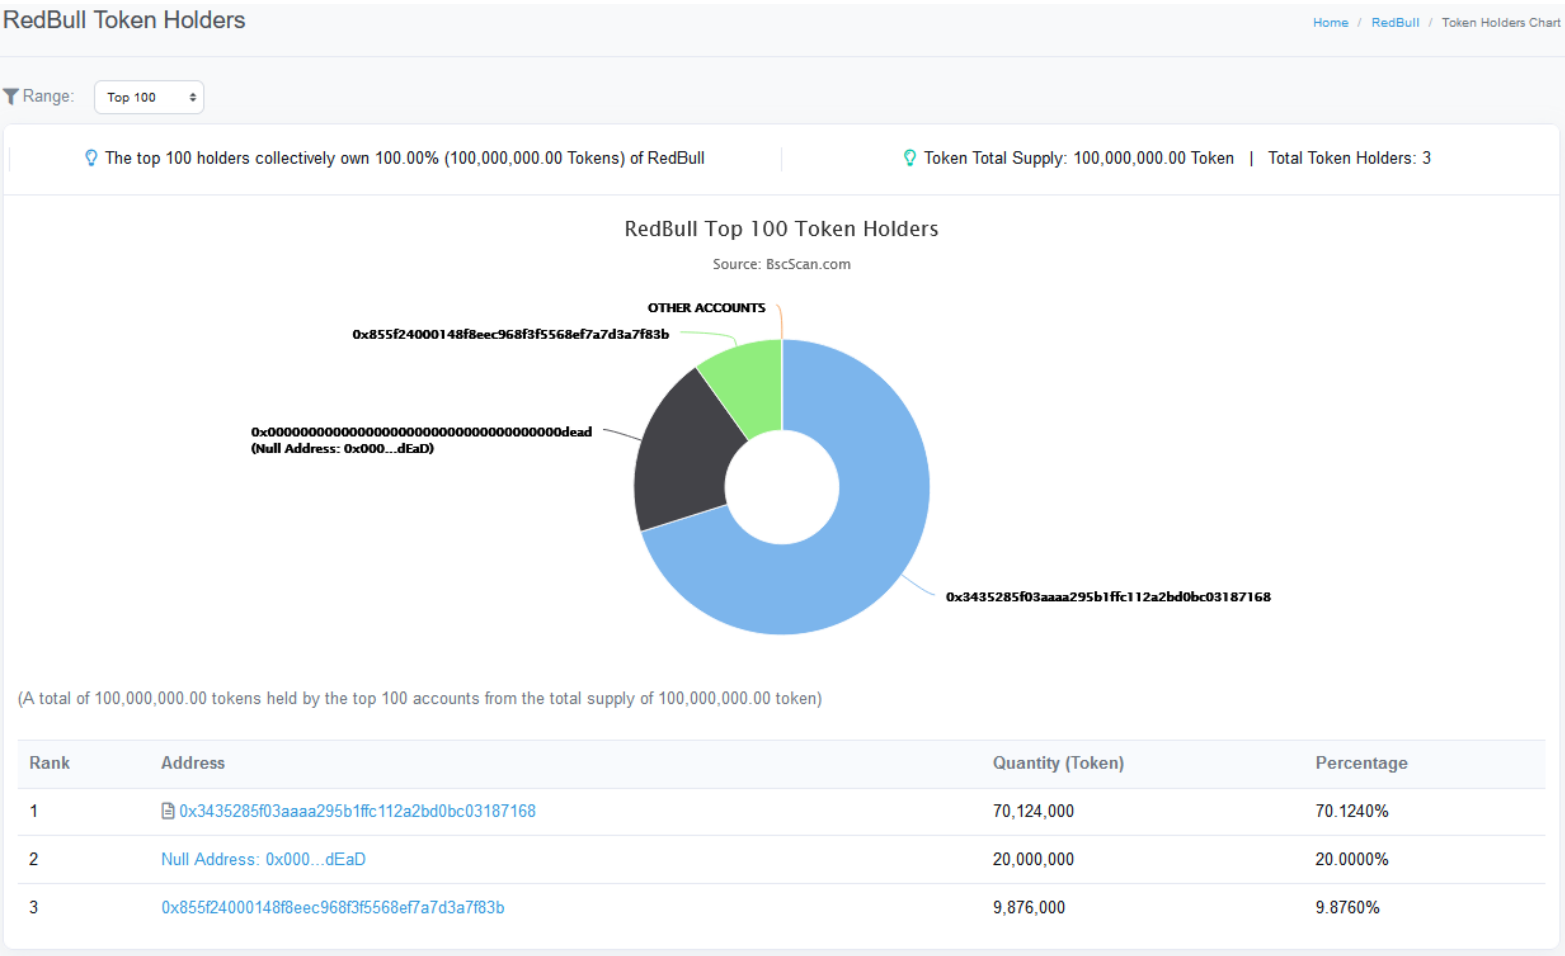 RedBull Token Holders
Home / RedBull / Token Holders Chart
Range: Top 100
The top 100 holders collectively own 100.00% (100,000,000.00 Tokens) of RedBull
Token Total Supply: 100,000,000.00 Token | Total Token Holders: 3
RedBull Top 100 Token Holders
Source: BscScan.com
OTHER ACCOUNTS
0x855f24000148f8eec968f3f5568ef7a7d3a7f83b
0x000000000000000000000000000000000000dead
(Null Address: 0x000...dEaD)
0x3435285f03aaaa295b1ffc112a2bd0bc03187168
(A total of 100,000,000.00 tokens held by the top 100 accounts from the total supply of 100,000,000.00 token)
Rank Address Quantity (Token) Percentage
1 0x3435285f03aaaa295b1ffc112a2bd0bc03187168 70,124,000 70.1240%
2 Null Address: 0x000...dEaD 20,000,000 20.0000%
3 0x855f24000148f8eec968f3f5568ef7a7d3a7f83b 9,876,000 9.8760%